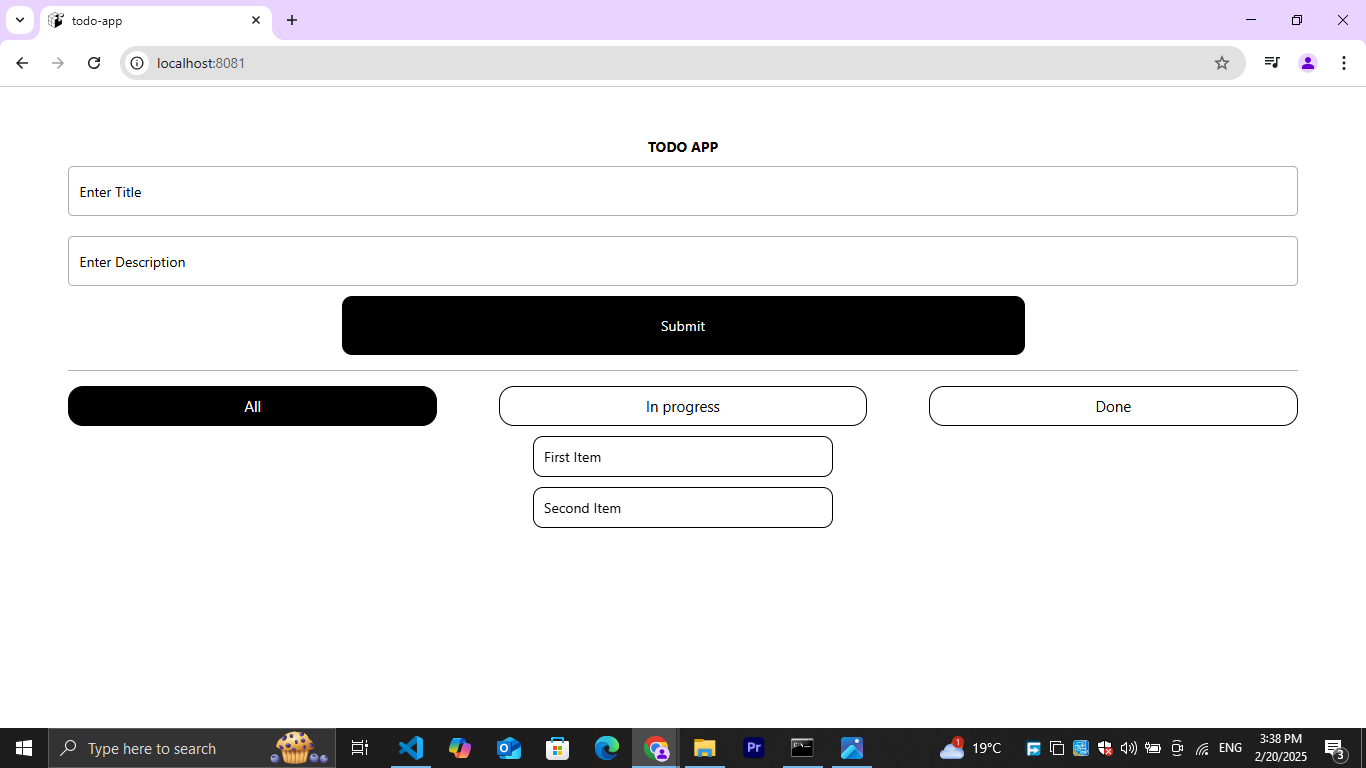 todo-app
localhost:8081
TODO APP
Enter Title
Enter Description
Submit
All In progress Done
First Item
Second Item
Type here to search
Pr
1
19°C
ENG
3:38 PM
2/20/2025
3